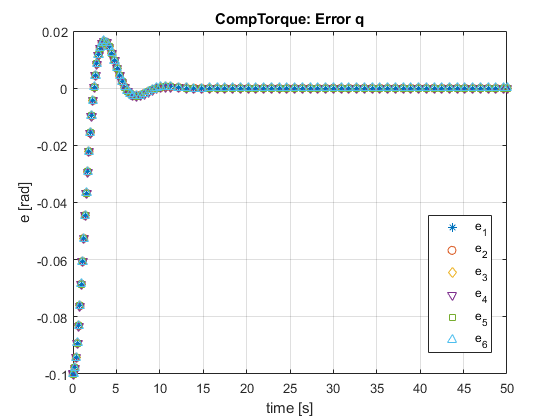 CompTorque: Error q
0.02
0
-0.02
-0.04
-0.06
-0.08
-0.1
e [rad]
e1
e2
e3
e4
e5
e6
0 5 10 15 20 25 30 35 40 45 50
time [s]